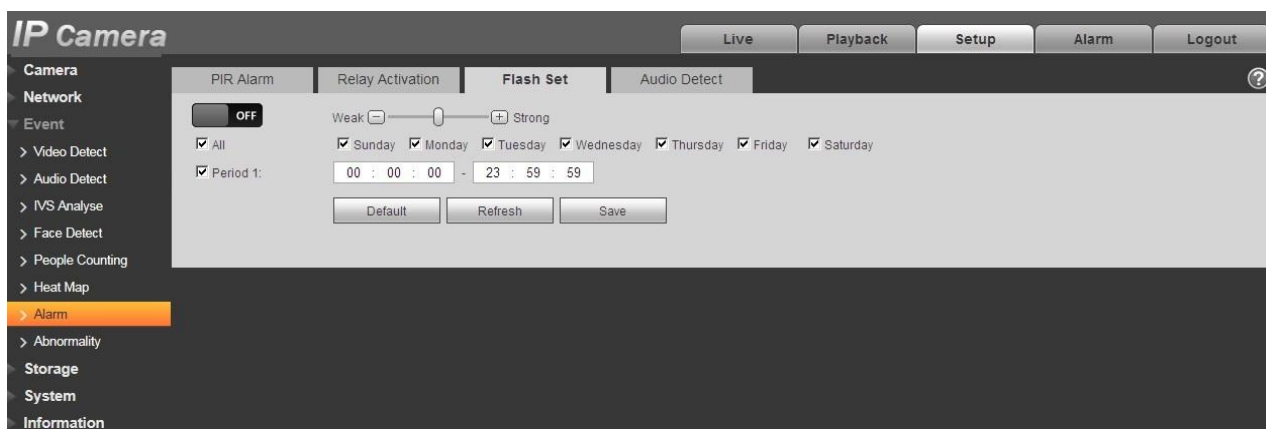 IP Camera
Live Playback Setup Alarm Logout
Camera
Network
Event
> Video Detect
> Audio Detect
> IVS Analyse
> Face Detect
> People Counting
> Heat Map
> Alarm
> Abnormality
Storage
System
Information
PIR Alarm Relay Activation Flash Set Audio Detect
?
OFF
Weak - + Strong
All Sunday Monday Tuesday Wednesday Thursday Friday Saturday
Period 1: 00 : 00 : 00 - 23 : 59 : 59
Default Refresh Save